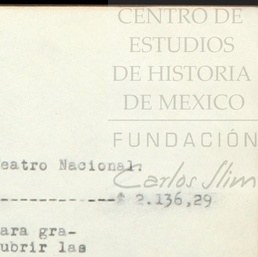 CENTRO DE
ESTUDIOS
DE HISTORIA
DE MEXICO
FUNDACIÓN
Carlos Slim
eatro Nacional.
------------$ 2.136,29
ara gra-
ubrir las